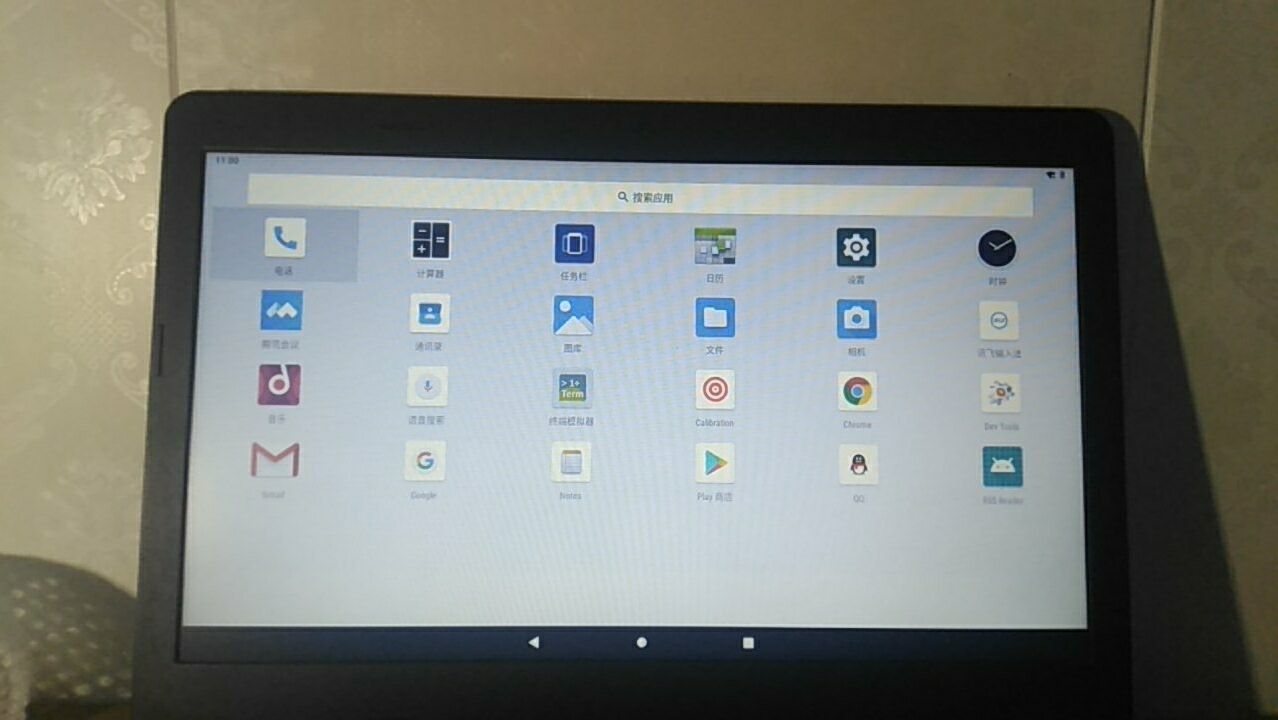 11:00
搜索应用
电话
计算器
任务栏
日历
设置
时钟
腾讯会议
通讯录
图库
文件
相机
讯飞输入法
音乐
语音搜索
> 1+
Term
终端模拟器
Calibration
Chrome
Dev Tools
Gmail
Google
Notes
Play 商店
QQ
RSS Reader